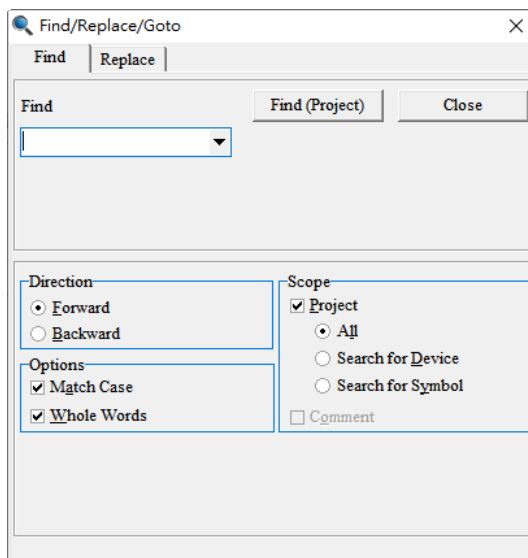 Find/Replace/Goto
Find Replace
Find Find (Project) Close
Direction
Forward
Backward
Options
Match Case
Whole Words
Scope
Project
All
Search for Device
Search for Symbol
Comment